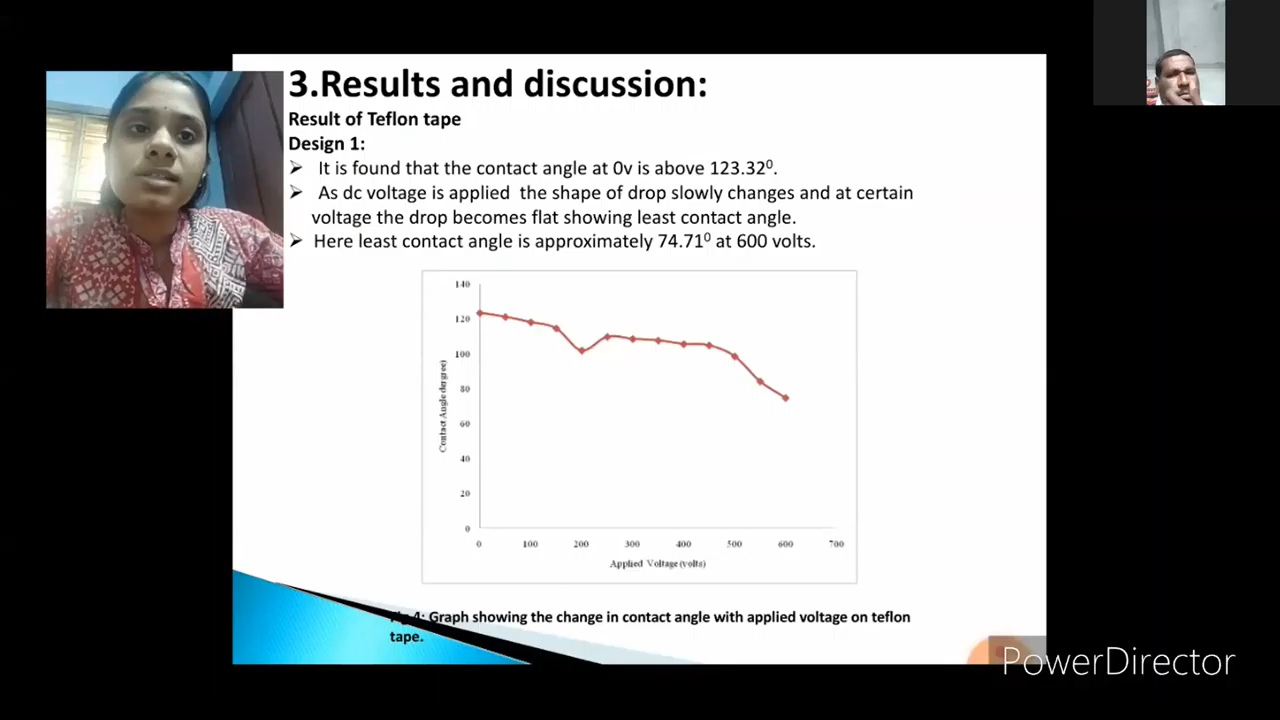 3.Results and discussion:
Result of Teflon tape
Design 1:
➢ It is found that the contact angle at 0v is above 123.32⁰.
➢ As dc voltage is applied the shape of drop slowly changes and at certain
voltage the drop becomes flat showing least contact angle.
➢ Here least contact angle is approximately 74.71⁰ at 600 volts.
140
120
100
80
60
40
20
0
Contact Angle(dergree)
0 100 200 300 400 500 600 700
Applied Voltage (volts)
4: Graph showing the change in contact angle with applied voltage on teflon
tape.
PowerDirector